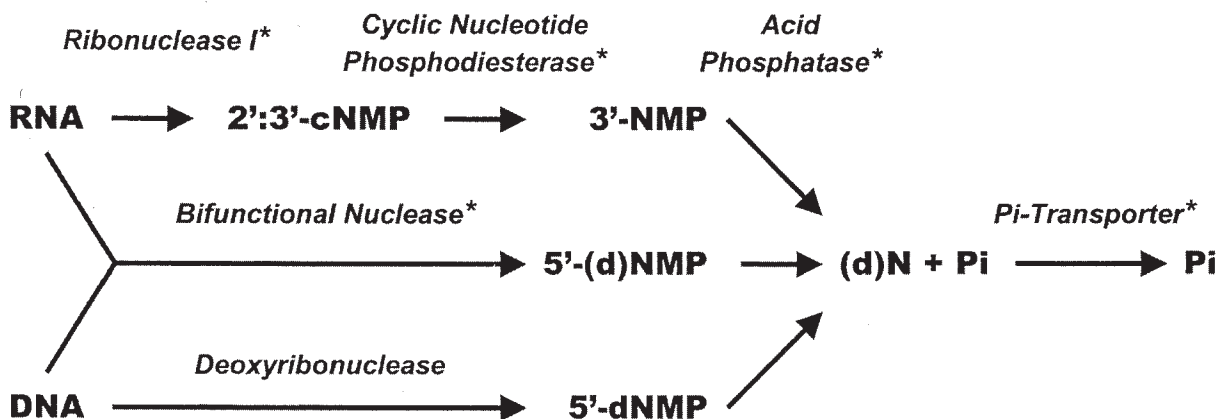 Ribonuclease I*
Cyclic Nucleotide
Phosphodiesterase*
Acid
Phosphatase*
RNA
2’:3’-cNMP
3’-NMP
Bifunctional Nuclease*
Pi-Transporter*
5’-(d)NMP
(d)N + Pi
Pi
Deoxyribonuclease
DNA
5’-dNMP